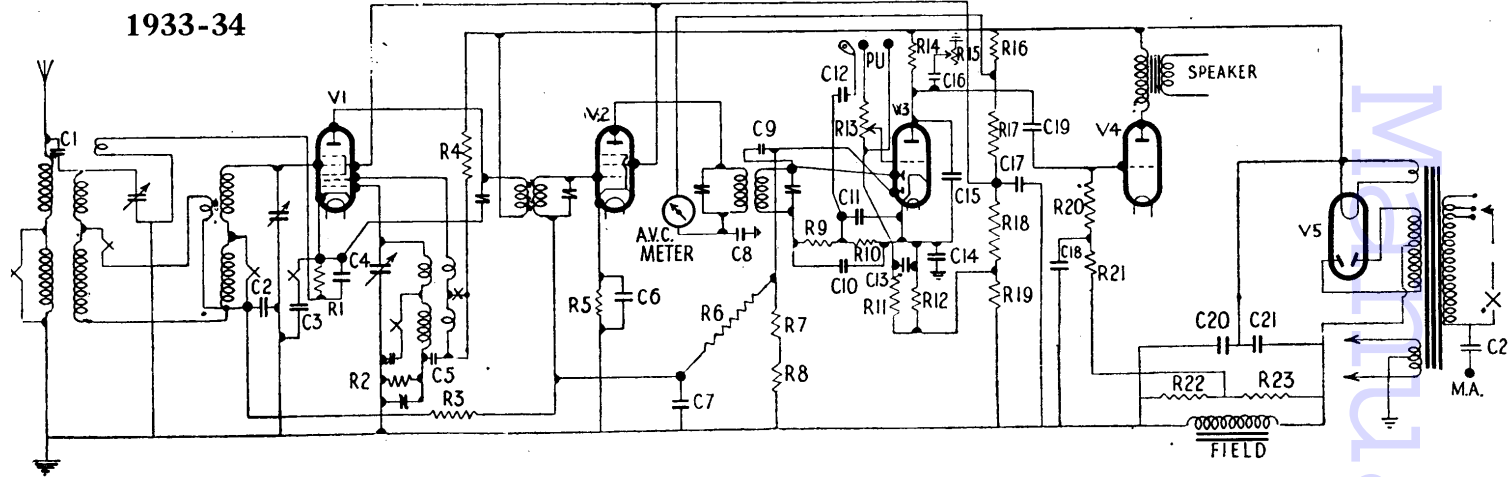 1933-34
C1
V1
R4
V2
C9
A.V.C.
METER
C8
C12
PU
R14
R15
R16
C16
R13
V3
R17
C19
C17
C15
C11
R9
R10
C10
C13
R11
R12
C14
R18
R19
V4
SPEAKER
R20
C18
R21
V5
C20
C21
R22
R23
FIELD
C2
M.A.
C2
C3
R1
C4
R2
C5
R3
R5
C6
R6
R7
R8
C7
Manu